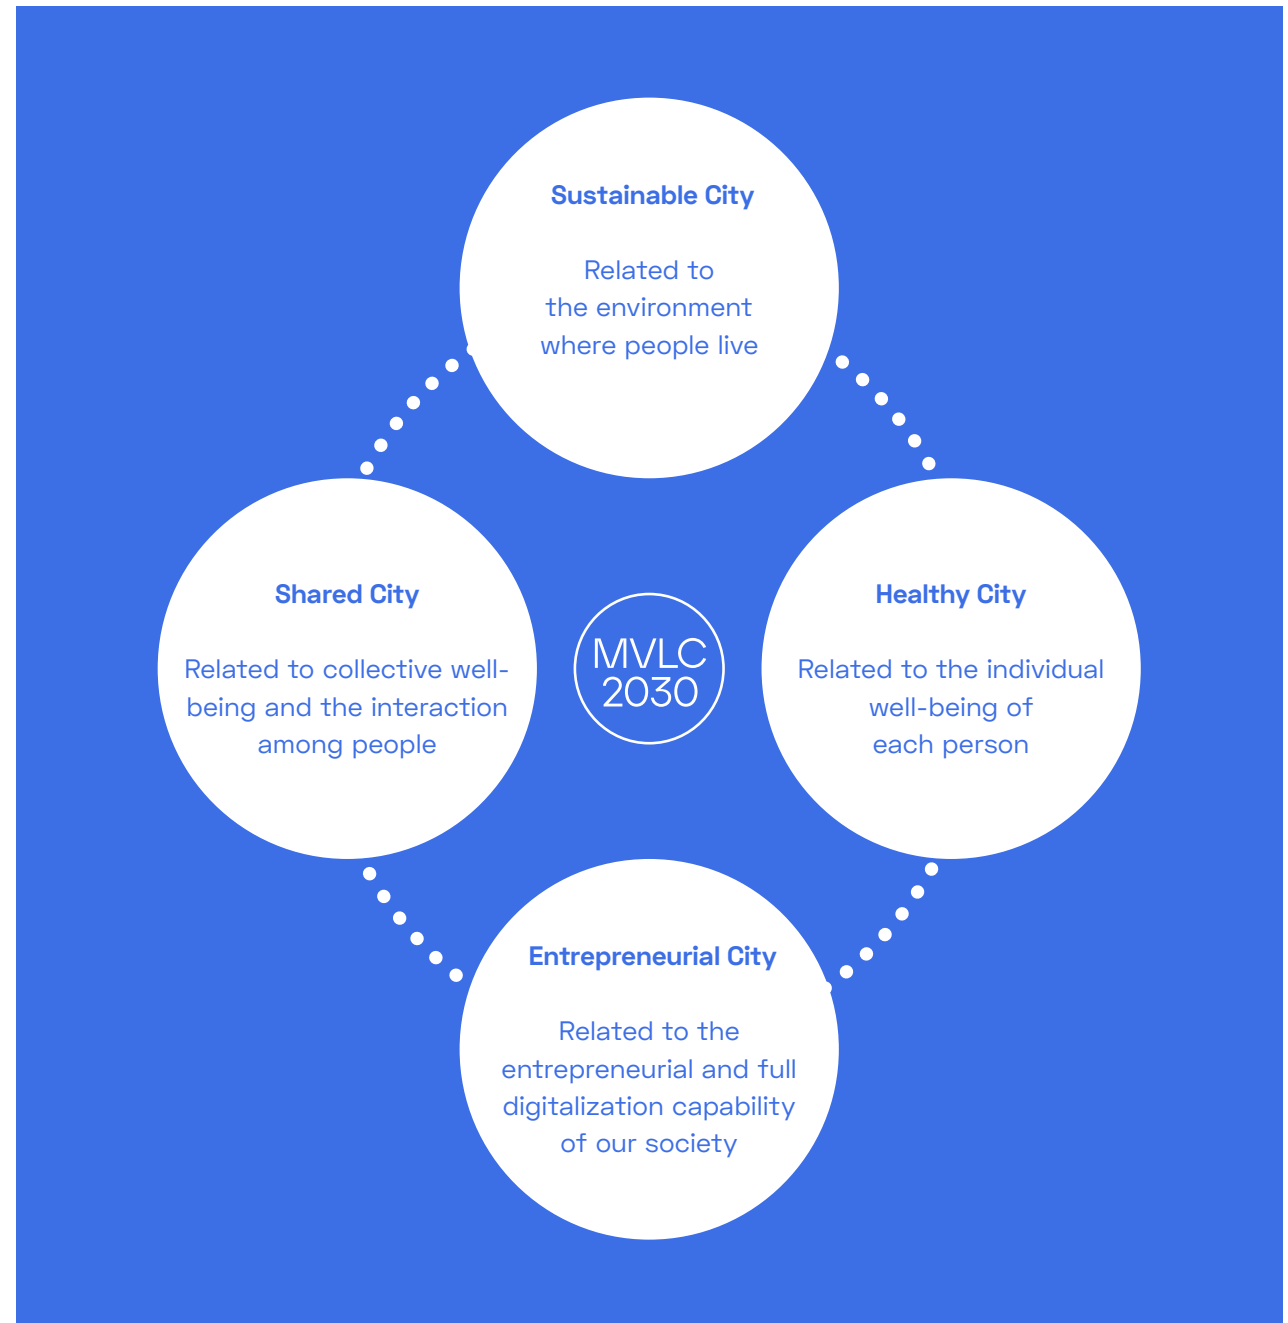 Sustainable City
Related to
the environment
where people live
Shared City
Related to collective well-
being and the interaction
among people
MVLC
2030
Healthy City
Related to the individual
well-being of
each person
Entrepreneurial City
Related to the
entrepreneurial and full
digitalization capability
of our society